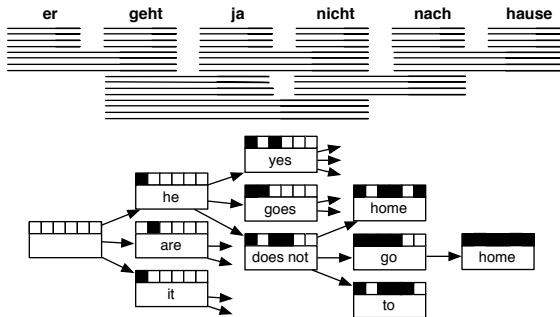 er geht ja nicht nach hause
yes
he
goes
home
are
does not
go
home
it
to